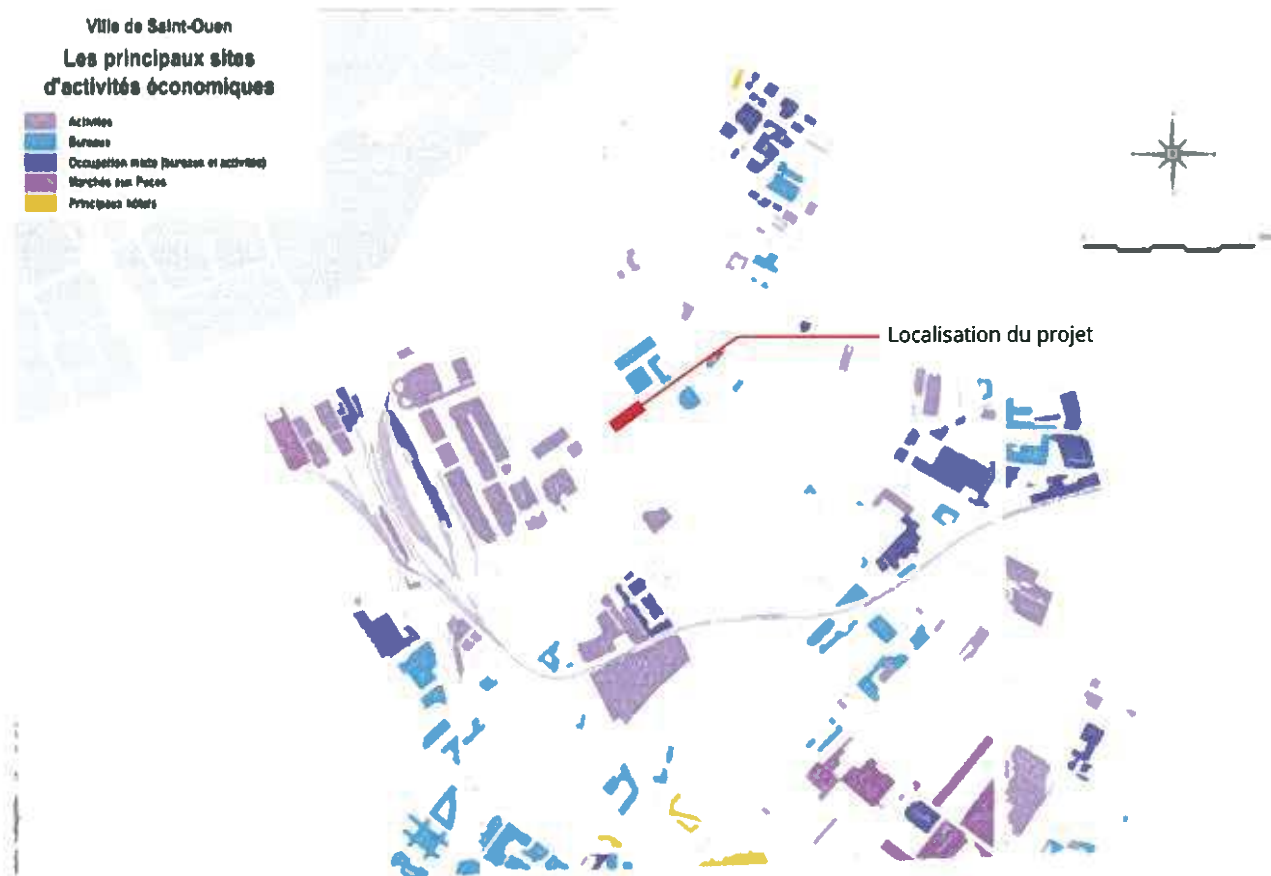 Ville de Saint-Ouen
Les principaux sites
d'activités économiques
Activités
Bureaux
Occupation mixte (bureaux et activités)
Marchés aux Puces
Principaux hôtels
Localisation du projet